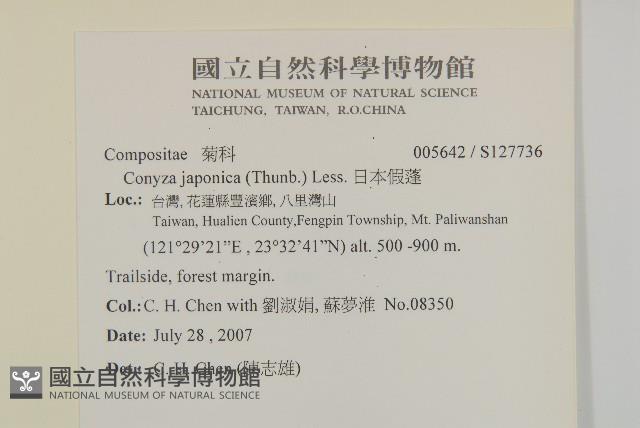 國立自然科學博物館
NATIONAL MUSEUM OF NATURAL SCIENCE
TAICHUNG, TAIWAN, R.O.CHINA
Compositae 菊科 005642 / S127736
Conyza japonica (Thunb.) Less. 日本假蓬
Loc.: 台灣, 花蓮縣豐濱鄉, 八里灣山
Taiwan, Hualien County,Fengpin Township, Mt. Paliwanshan
(121°29'21”E , 23°32'41”N) alt. 500 -900 m.
Trailside, forest margin.
Col.: C. H. Chen with 劉淑娟, 蘇夢淮 No.08350
Date: July 28 , 2007
Det.: C. H. Chen (陳志雄)
國立自然科學博物館
NATIONAL MUSEUM OF NATURAL SCIENCE